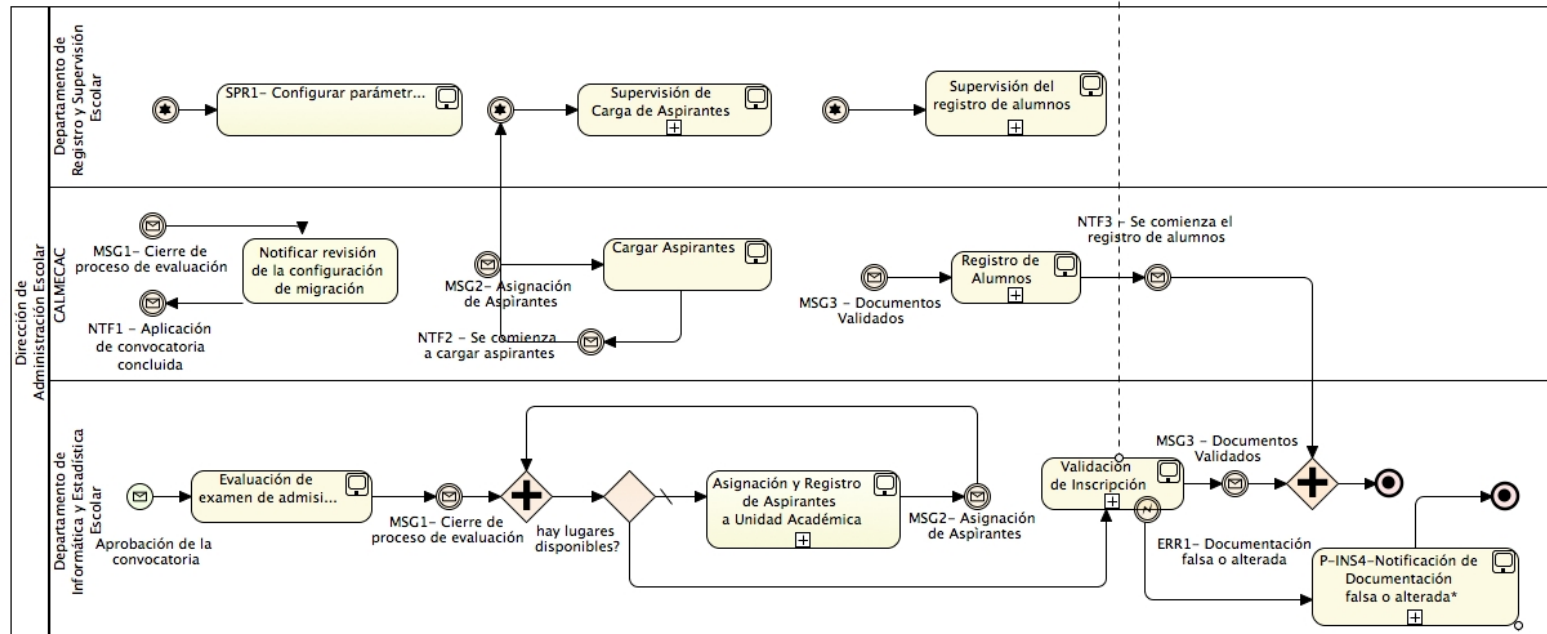 Dirección de
Administración Escolar
Departamento de
Registro y Supervisión
Escolar
SPR1- Configurar parámetr...
Supervisión de
Carga de Aspirantes
Supervisión del
registro de alumnos
CALMECAC
MSG1- Cierre de
proceso de evaluación
Notificar revisión
de la configuración
de migración
NTF1 - Aplicación
de convocatoria
concluida
MSG2- Asignación
de Aspirantes
Cargar Aspirantes
NTF2 - Se comienza
a cargar aspirantes
MSG3 - Documentos
Validados
Registro de
Alumnos
NTF3 - Se comienza el
registro de alumnos
Departamento de
Informática y Estadística
Escolar
Aprobación de la
convocatoria
Evaluación de
examen de admisi...
MSG1- Cierre de
proceso de evaluación
hay lugares
disponibles?
Asignación y Registro
de Aspirantes
a Unidad Académica
MSG2- Asignación
de Aspirantes
Validación
de Inscripción
MSG3 - Documentos
Validados
ERR1- Documentación
falsa o alterada
P-INS4-Notificación de
Documentación
falsa o alterada*